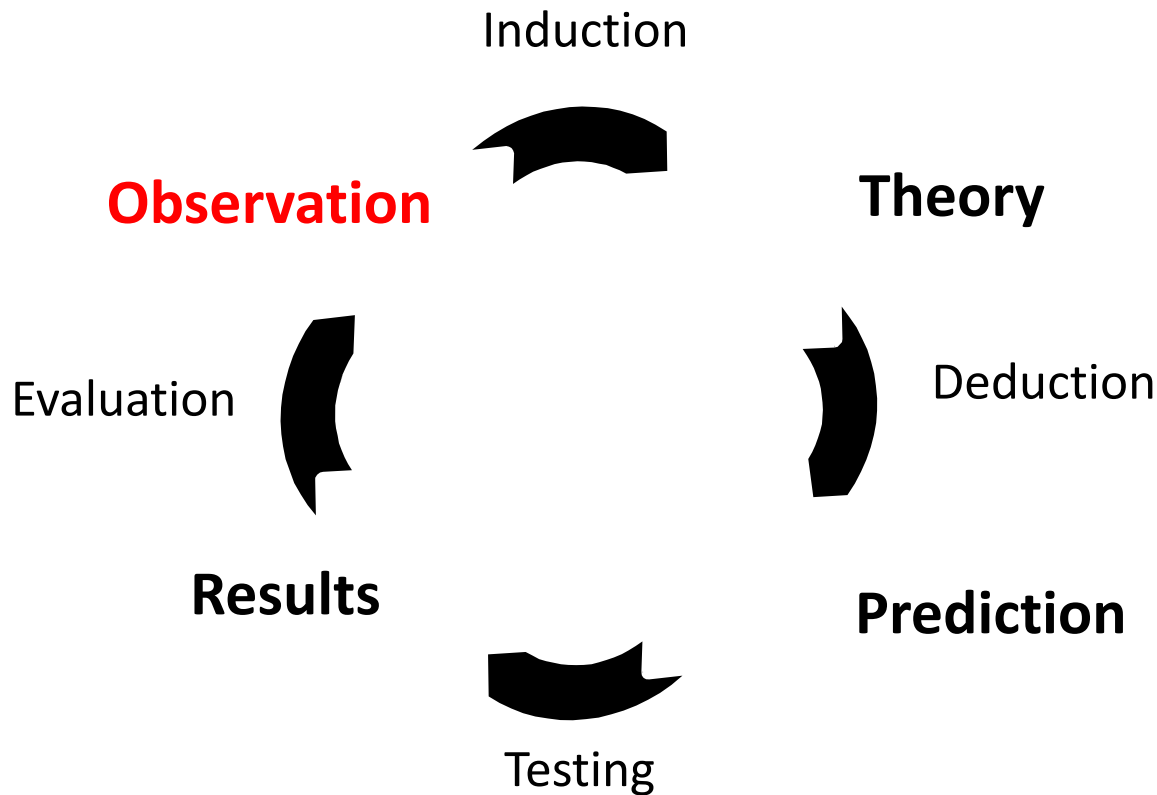 Induction
Observation
Theory
Evaluation
Deduction
Results
Prediction
Testing